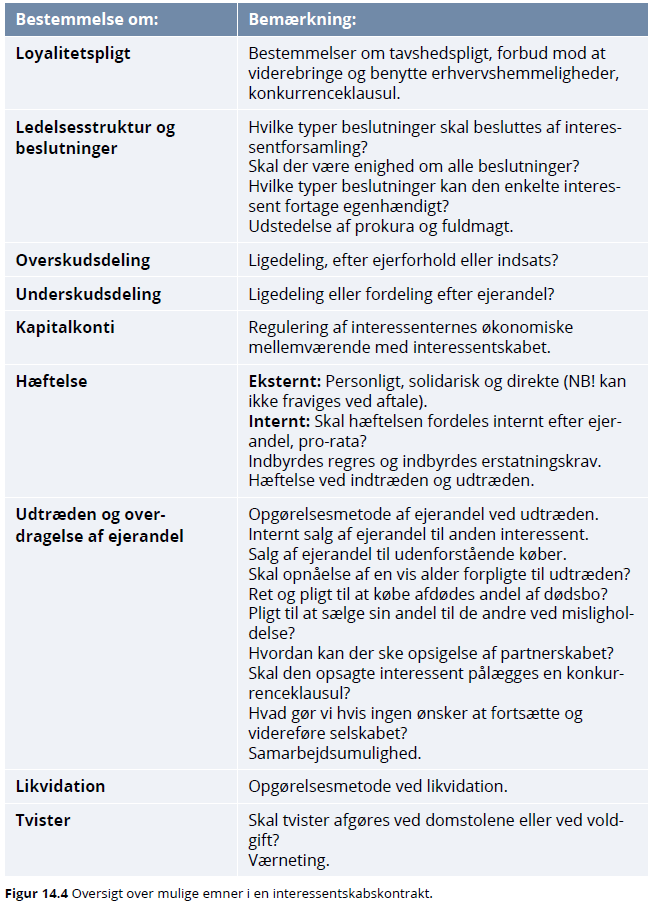 Bestemmelse om:
Bemærkning:
Loyalitetspligt
Bestemmelser om tavshedspligt, forbud mod at
viderebringe og benytte erhvervshemmeligheder,
konkurrenceklausul.
Ledelsesstruktur og
beslutninger
Hvilke typer beslutninger skal besluttes af interes-
sentforsamling?
Skal der være enighed om alle beslutninger?
Hvilke typer beslutninger kan den enkelte interes-
sent fortage egenhændigt?
Udstedelse af prokura og fuldmagt.
Overskudsdeling
Ligedeling, efter ejerforhold eller indsats?
Underskudsdeling
Ligedeling eller fordeling efter ejerandel?
Kapitalkonti
Regulering af interessenternes økonomiske
mellemværende med interessentskabet.
Hæftelse
Eksternt: Personligt, solidarisk og direkte (NB! kan
ikke fraviges ved aftale).
Internt: Skal hæftelsen fordeles internt efter ejer-
andel, pro-rata?
Indbyrdes regres og indbyrdes erstatningskrav.
Hæftelse ved indtræden og udtræden.
Udtræden og over-
dragelse af ejerandel
Opgørelsesmetode af ejerandel ved udtræden.
Internt salg af ejerandel til anden interessent.
Salg af ejerandel til udenforstående køber.
Skal opnåelse af en vis alder forpligte til udtræden?
Ret og pligt til at købe afdødes andel af dødsbo?
Pligt til at sælge sin andel til de andre ved mislighol-
delse?
Hvordan kan der ske opsigelse af partnerskabet?
Skal den opsagte interessent pålægges en konkur-
renceklausul?
Hvad gør vi hvis ingen ønsker at fortsætte og
videreføre selskabet?
Samarbejdsumulighed.
Likvidation
Opgørelsesmetode ved likvidation.
Tvister
Skal tvister afgøres ved domstolene eller ved vold-
gift?
Værneting.
Figur 14.4 Oversigt over mulige emner i en interessentskabskontrakt.